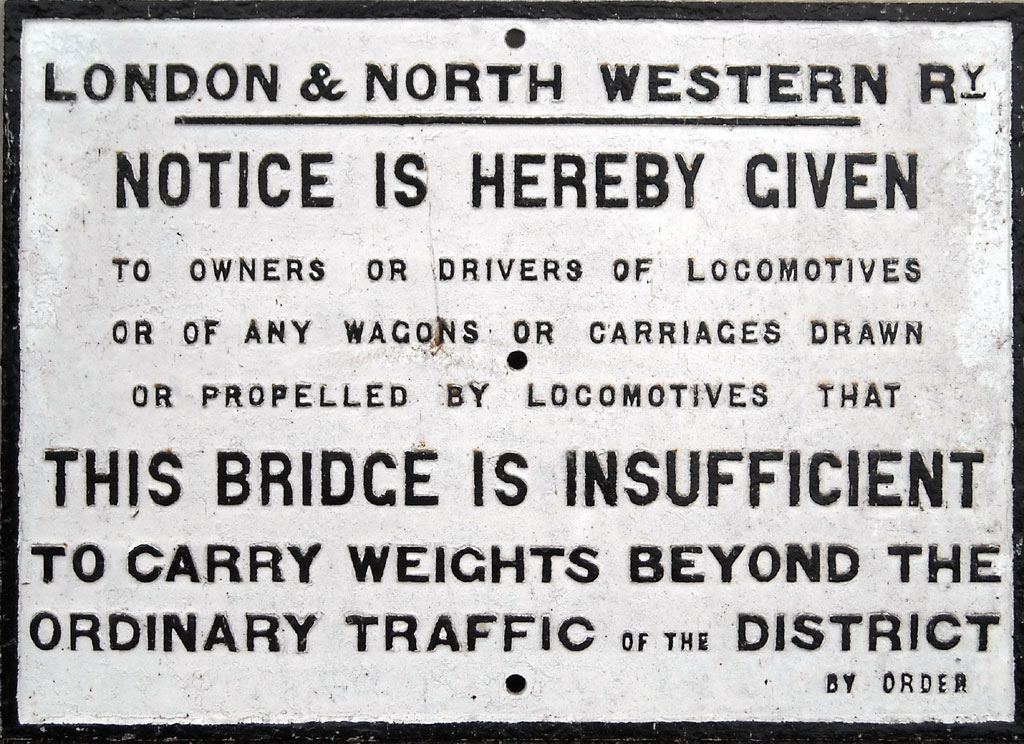 LONDON & NORTH WESTERN RY
NOTICE IS HEREBY GIVEN
TO OWNERS OR DRIVERS OF LOCOMOTIVES
OR OF ANY WAGONS OR CARRIAGES DRAWN
OR PROPELLED BY LOCOMOTIVES THAT
THIS BRIDGE IS INSUFFICIENT
TO CARRY WEIGHTS BEYOND THE
ORDINARY TRAFFIC OF THE DISTRICT
BY ORDER